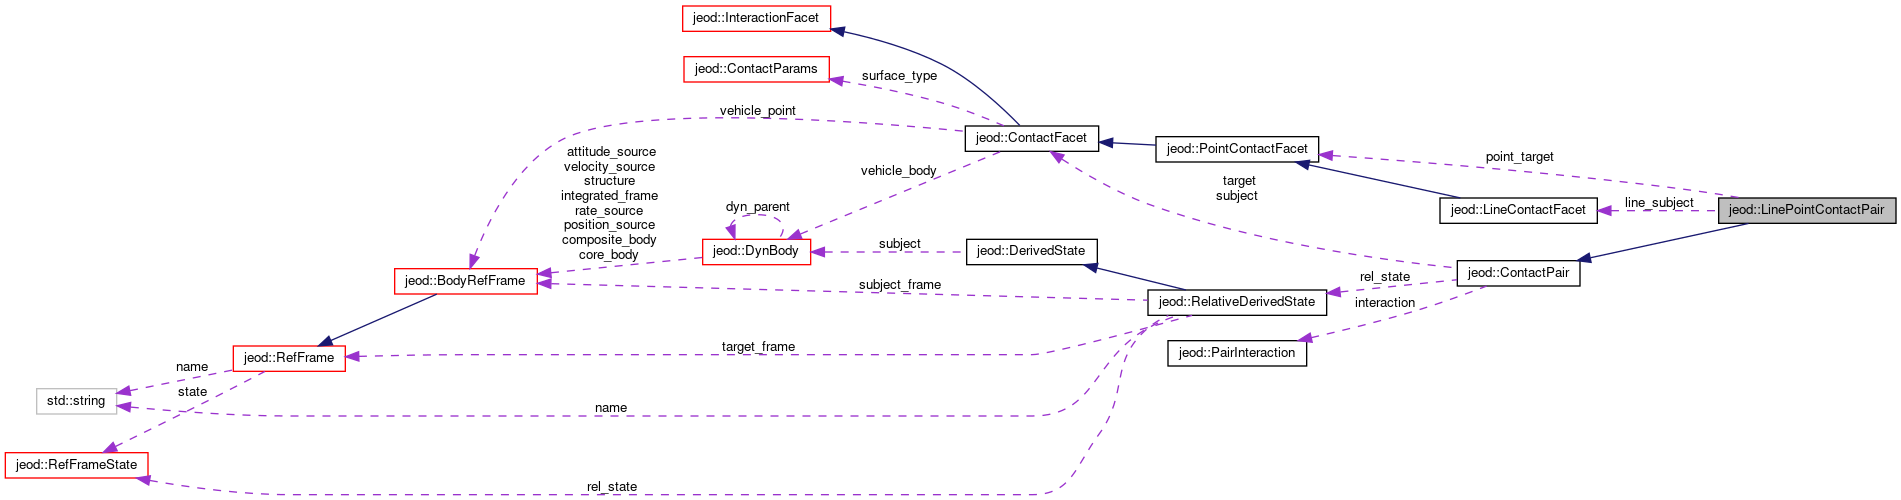 jeod::InteractionFacet
jeod::ContactParams
surface_type
vehicle_point
jeod::ContactFacet
jeod::PointContactFacet
point_target
attitude_source
velocity_source
structure
integrated_frame
rate_source
position_source
composite_body
core_body
vehicle_body
target
subject
dyn_parent
jeod::LineContactFacet
line_subject
jeod::LinePointContactPair
jeod::DynBody
subject
jeod::DerivedState
jeod::BodyRefFrame
subject_frame
jeod::RelativeDerivedState
rel_state
interaction
jeod::ContactPair
jeod::RefFrame
target_frame
jeod::PairInteraction
name
state
std::string
name
jeod::RefFrameState
rel_state